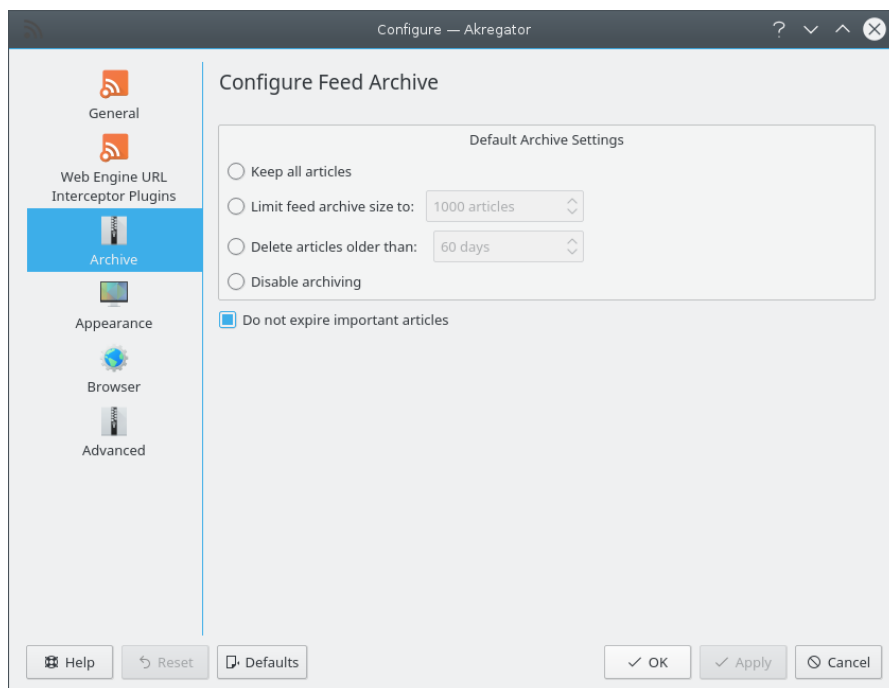 Configure — Akregator
General
Web Engine URL
Interceptor Plugins
Archive
Appearance
Browser
Advanced
Configure Feed Archive
Default Archive Settings
Keep all articles
Limit feed archive size to: 1000 articles
Delete articles older than: 60 days
Disable archiving
Do not expire important articles
Help Reset Defaults OK Apply Cancel